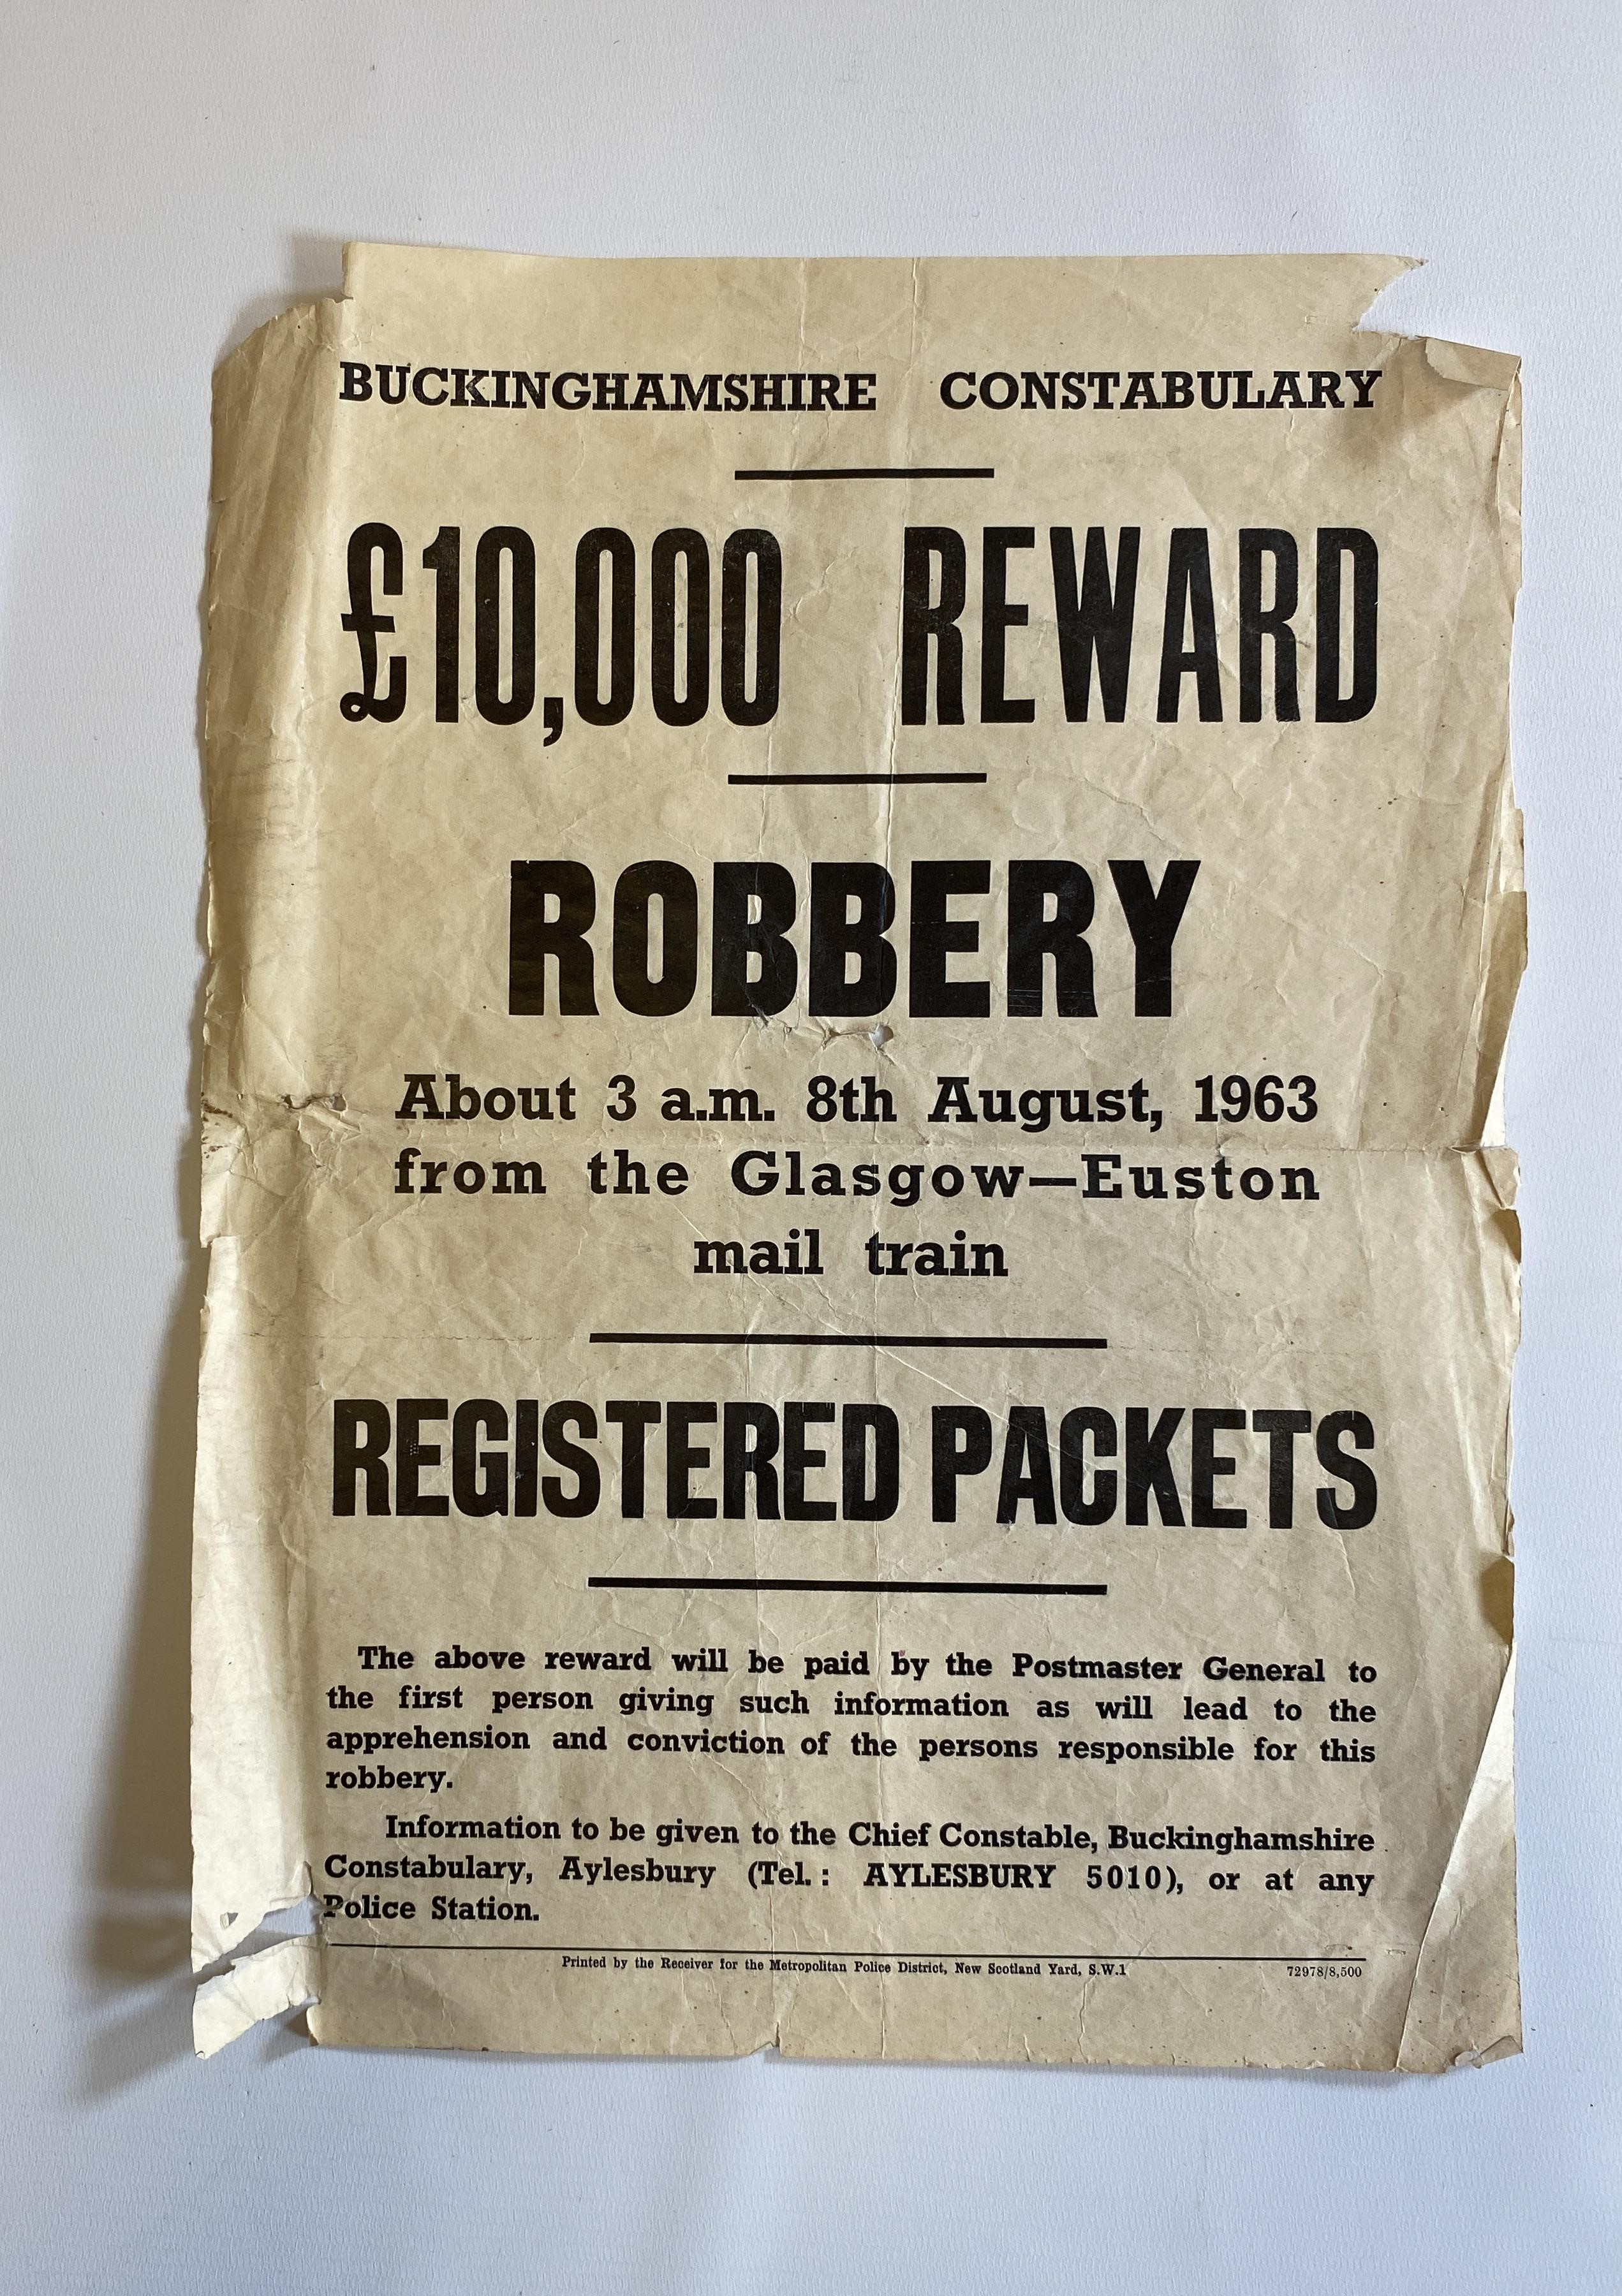 BUCKINGHAMSHIRE CONSTABULARY
£10,000 REWARD
ROBBERY
About 3 a.m. 8th August, 1963
from the Glasgow—Euston
mail train
REGISTERED PACKETS
The above reward will be paid by the Postmaster General to
the first person giving such information as will lead to the
apprehension and conviction of the persons responsible for this
robbery.
Information to be given to the Chief Constable, Buckinghamshire
Constabulary, Aylesbury (Tel.: AYLESBURY 5010), or at any
Police Station.
Printed by the Receiver for the Metropolitan Police District, New Scotland Yard, S.W.1 72978/8,500